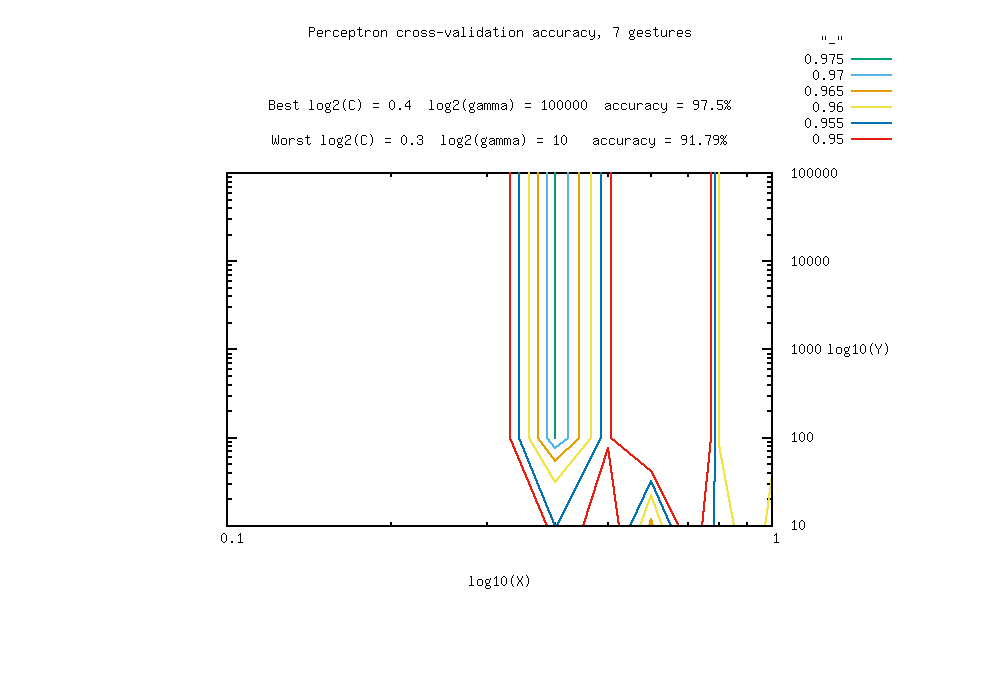 Perceptron cross-validation accuracy, 7 gestures
"_"
0.975
0.97
0.965
0.96
0.955
0.95
Best log2(C) = 0.4  log2(gamma) = 100000  accuracy = 97.5%
Worst log2(C) = 0.3  log2(gamma) = 10   accuracy = 91.79%
100000
10000
1000 log10(Y)
100
10
0.1 1
log10(X)